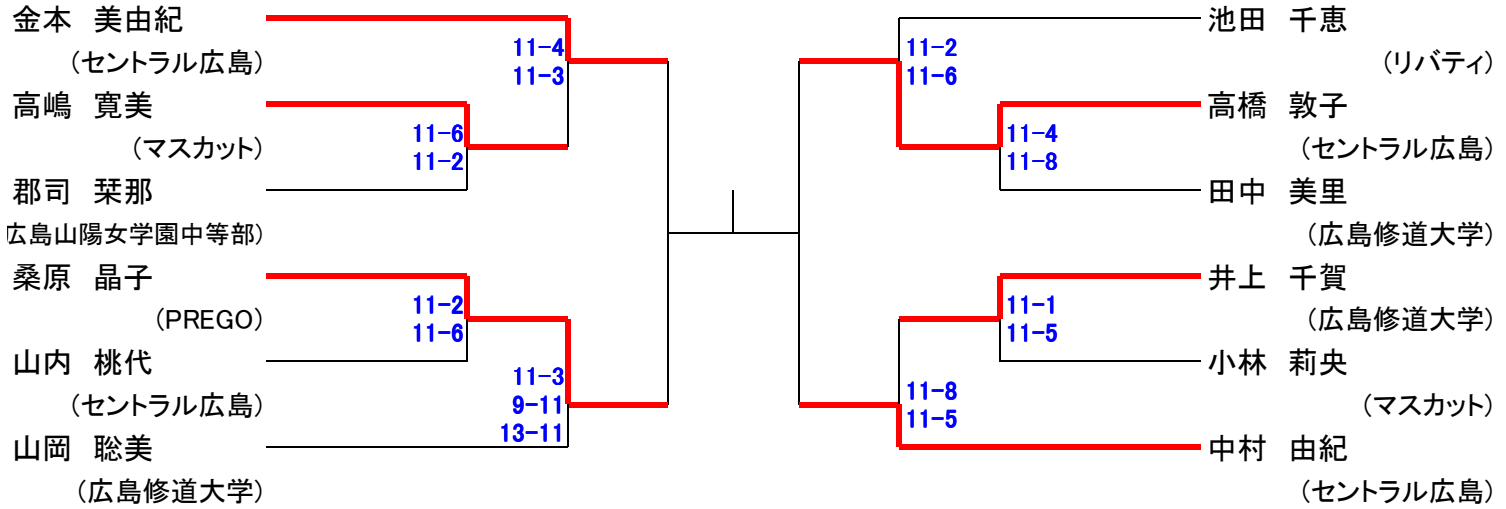 金本 美由紀
(セントラル広島)
11-4
11-3
高嶋 寛美
(マスカット)
11-6
11-2
郡司 栞那
広島山陽女学園中等部)
桑原 晶子
(PREGO)
11-2
11-6
山内 桃代
(セントラル広島)
11-3
9-11
13-11
山岡 聡美
(広島修道大学)
池田 千恵
(リバティ)
11-2
11-6
高橋 敦子
(セントラル広島)
11-4
11-8
田中 美里
(広島修道大学)
井上 千賀
(広島修道大学)
11-1
11-5
小林 莉央
(マスカット)
11-8
11-5
中村 由紀
(セントラル広島)